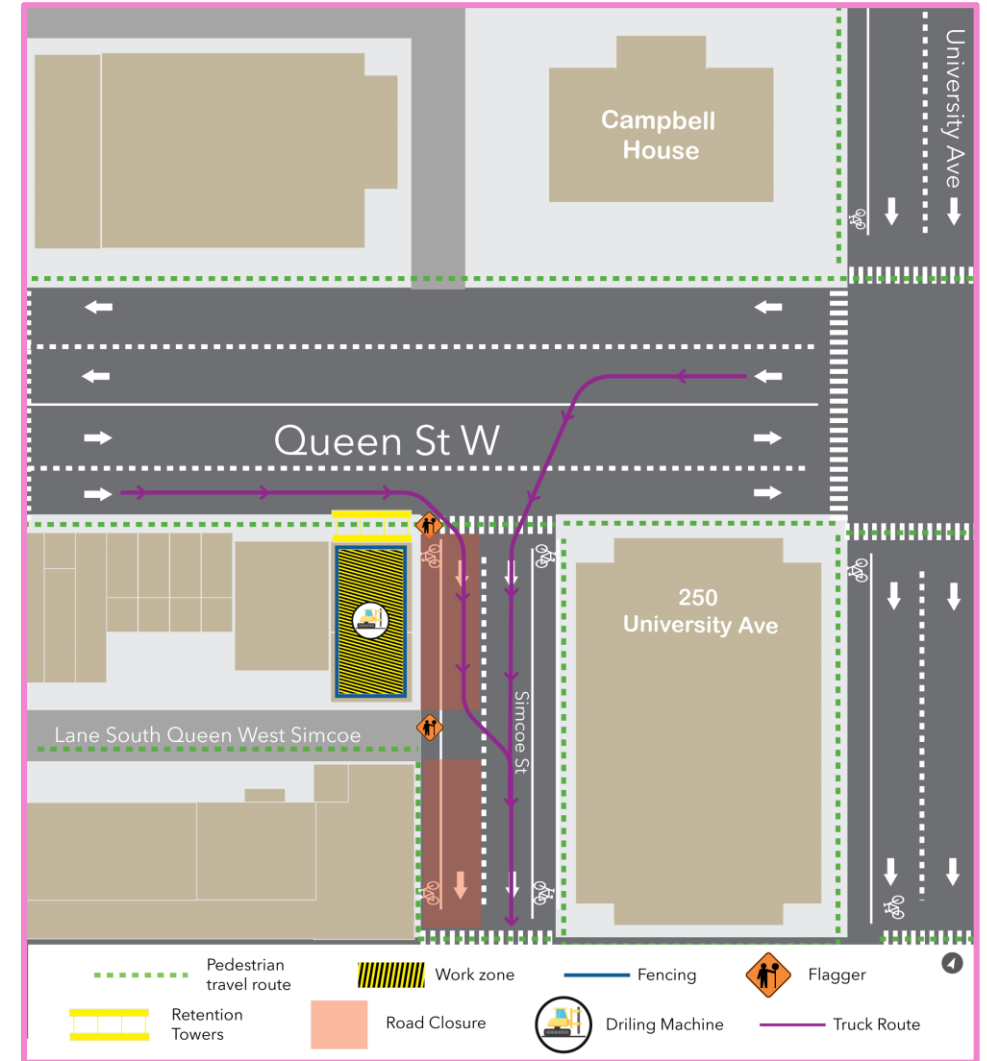 University Ave
Campbell
House
Queen St W
250
University Ave
Simcoe St
Lane South Queen West Simcoe
Pedestrian
travel route
Work zone
Fencing
Flagger
Retention
Towers
Road Closure
Driling Machine
Truck Route